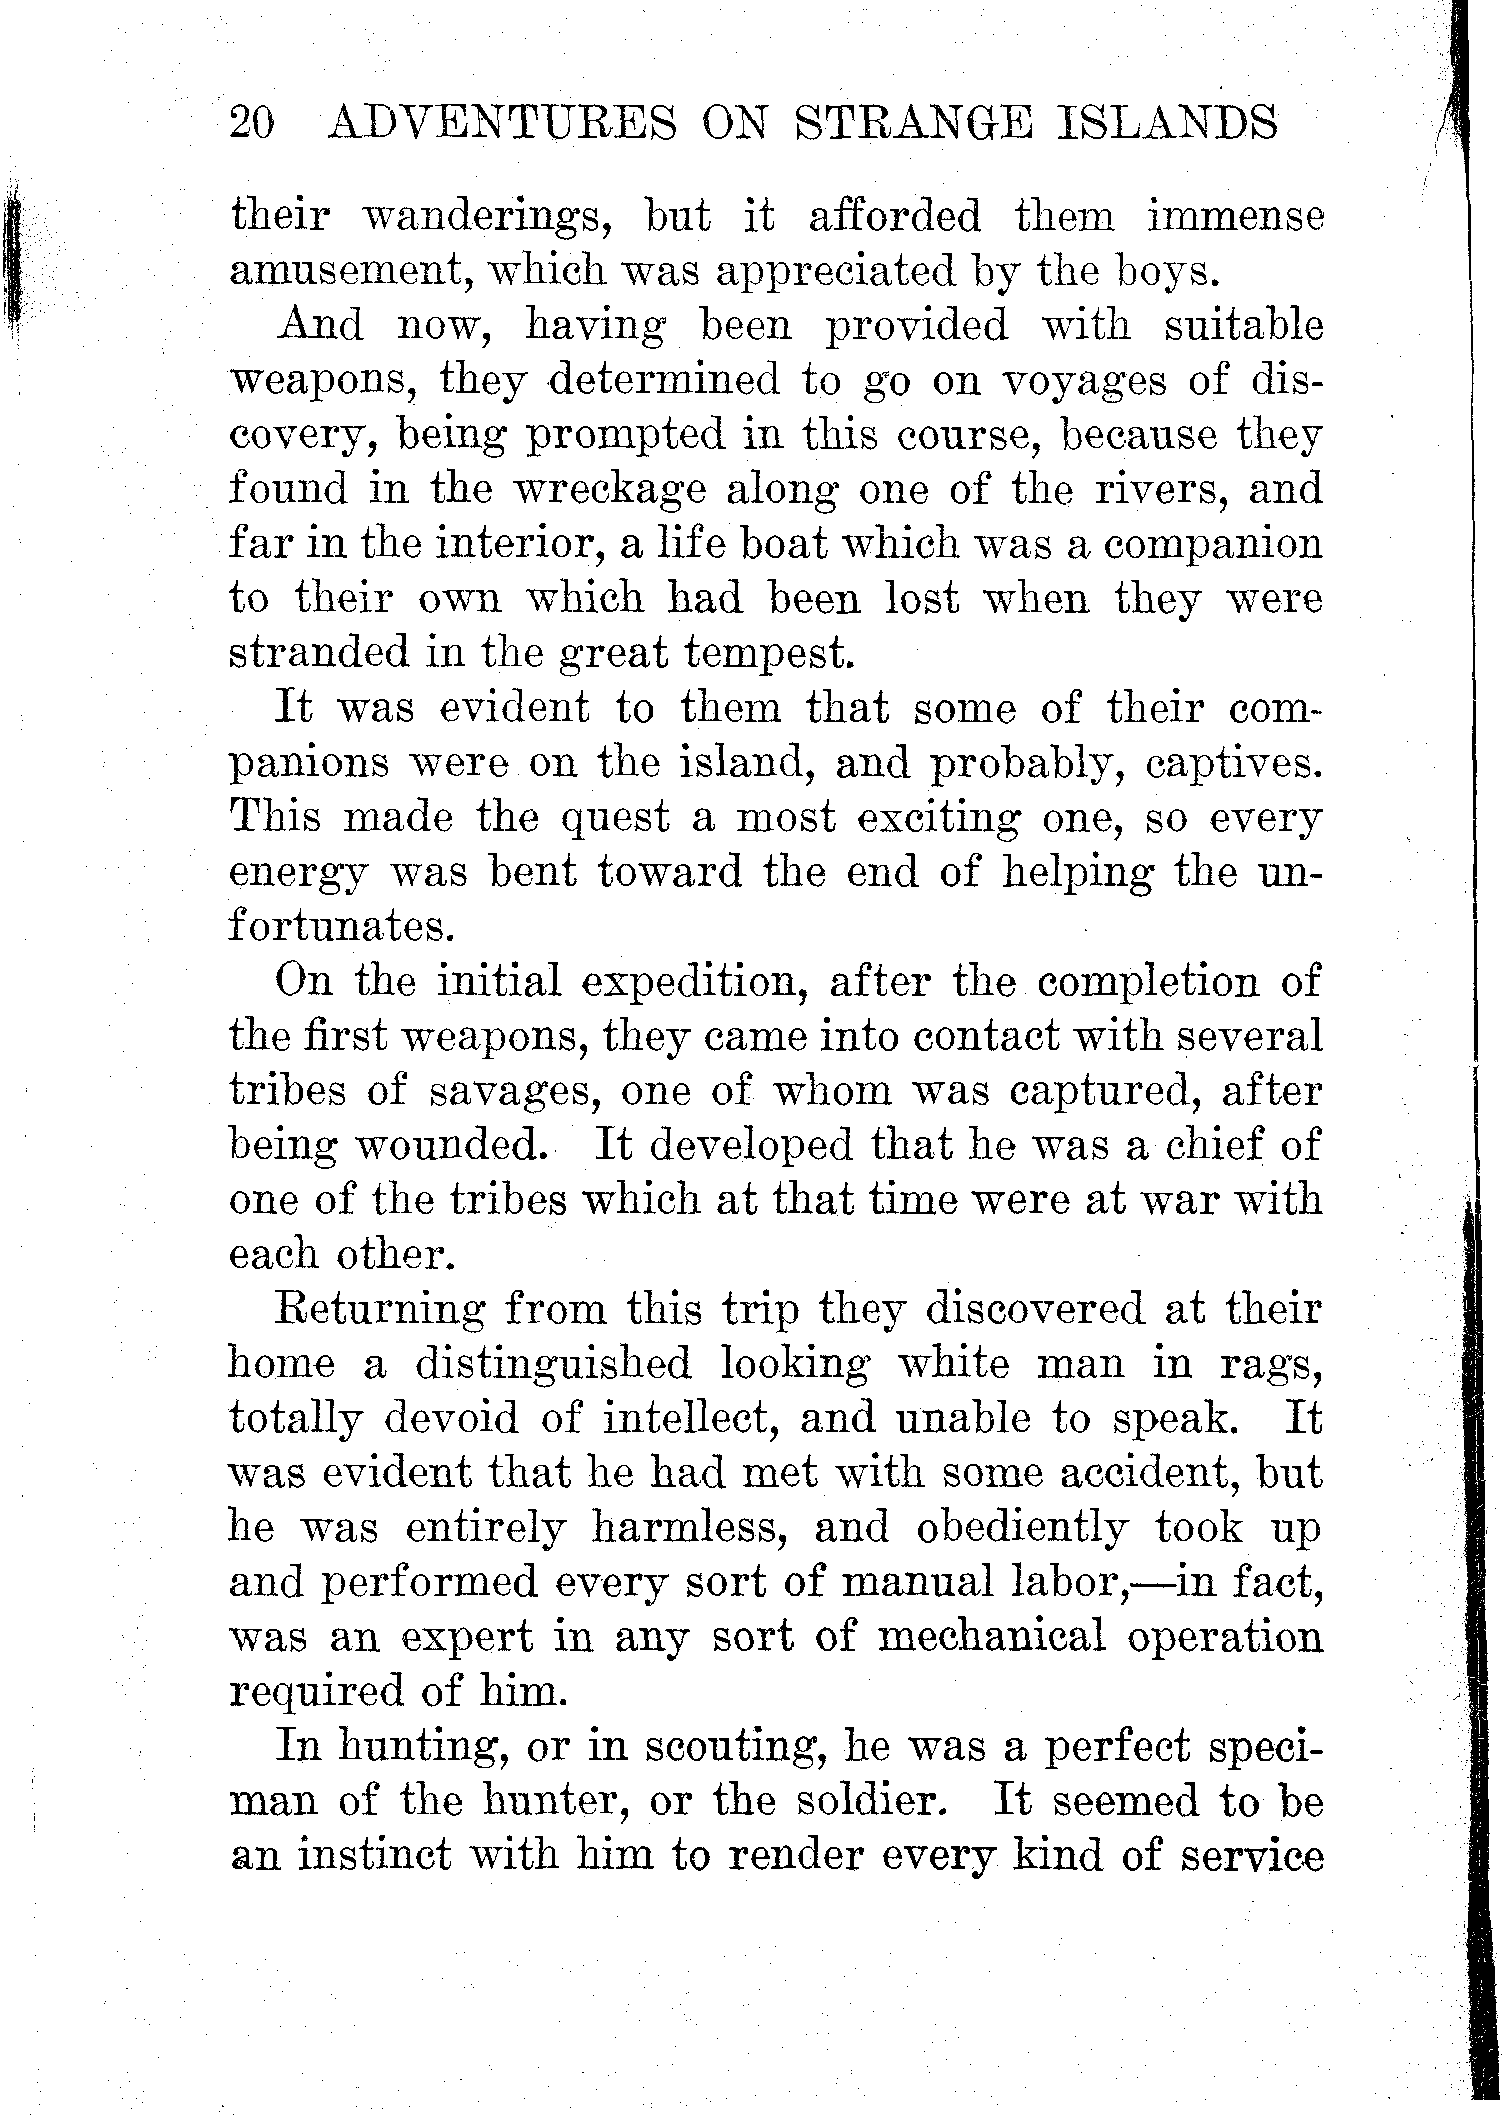 20 ADVENTURES ON STRANGE ISLANDS
their wanderings, but it afforded them immense
amusement, which was appreciated by the boys.
And now, having been provided with suitable
weapons, they determined to go on voyages of dis-
covery, being prompted in this course, because they
found in the wreckage along one of the rivers, and
far in the interior, a life boat which was a companion
to their own which had been lost when they were
stranded in the great tempest.
It was evident to them that some of their com-
panions were on the island, and probably, captives.
This made the quest a most exciting one, so every
energy was bent toward the end of helping the un-
fortunates.
On the initial expedition, after the completion of
the first weapons, they came into contact with several
tribes of savages, one of whom was captured, after
being wounded. It developed that he was a chief of
one of the tribes which at that time were at war with
each other.
Returning from this trip they discovered at their
home a distinguished looking white man in rags,
totally devoid of intellect, and unable to speak. It
was evident that he had met with some accident, but
he was entirely harmless, and obediently took up
and performed every sort of manual labor,—in fact,
was an expert in any sort of mechanical operation
required of him.
In hunting, or in scouting, he was a perfect speci-
man of the hunter, or the soldier. It seemed to be
an instinct with him to render every kind of service